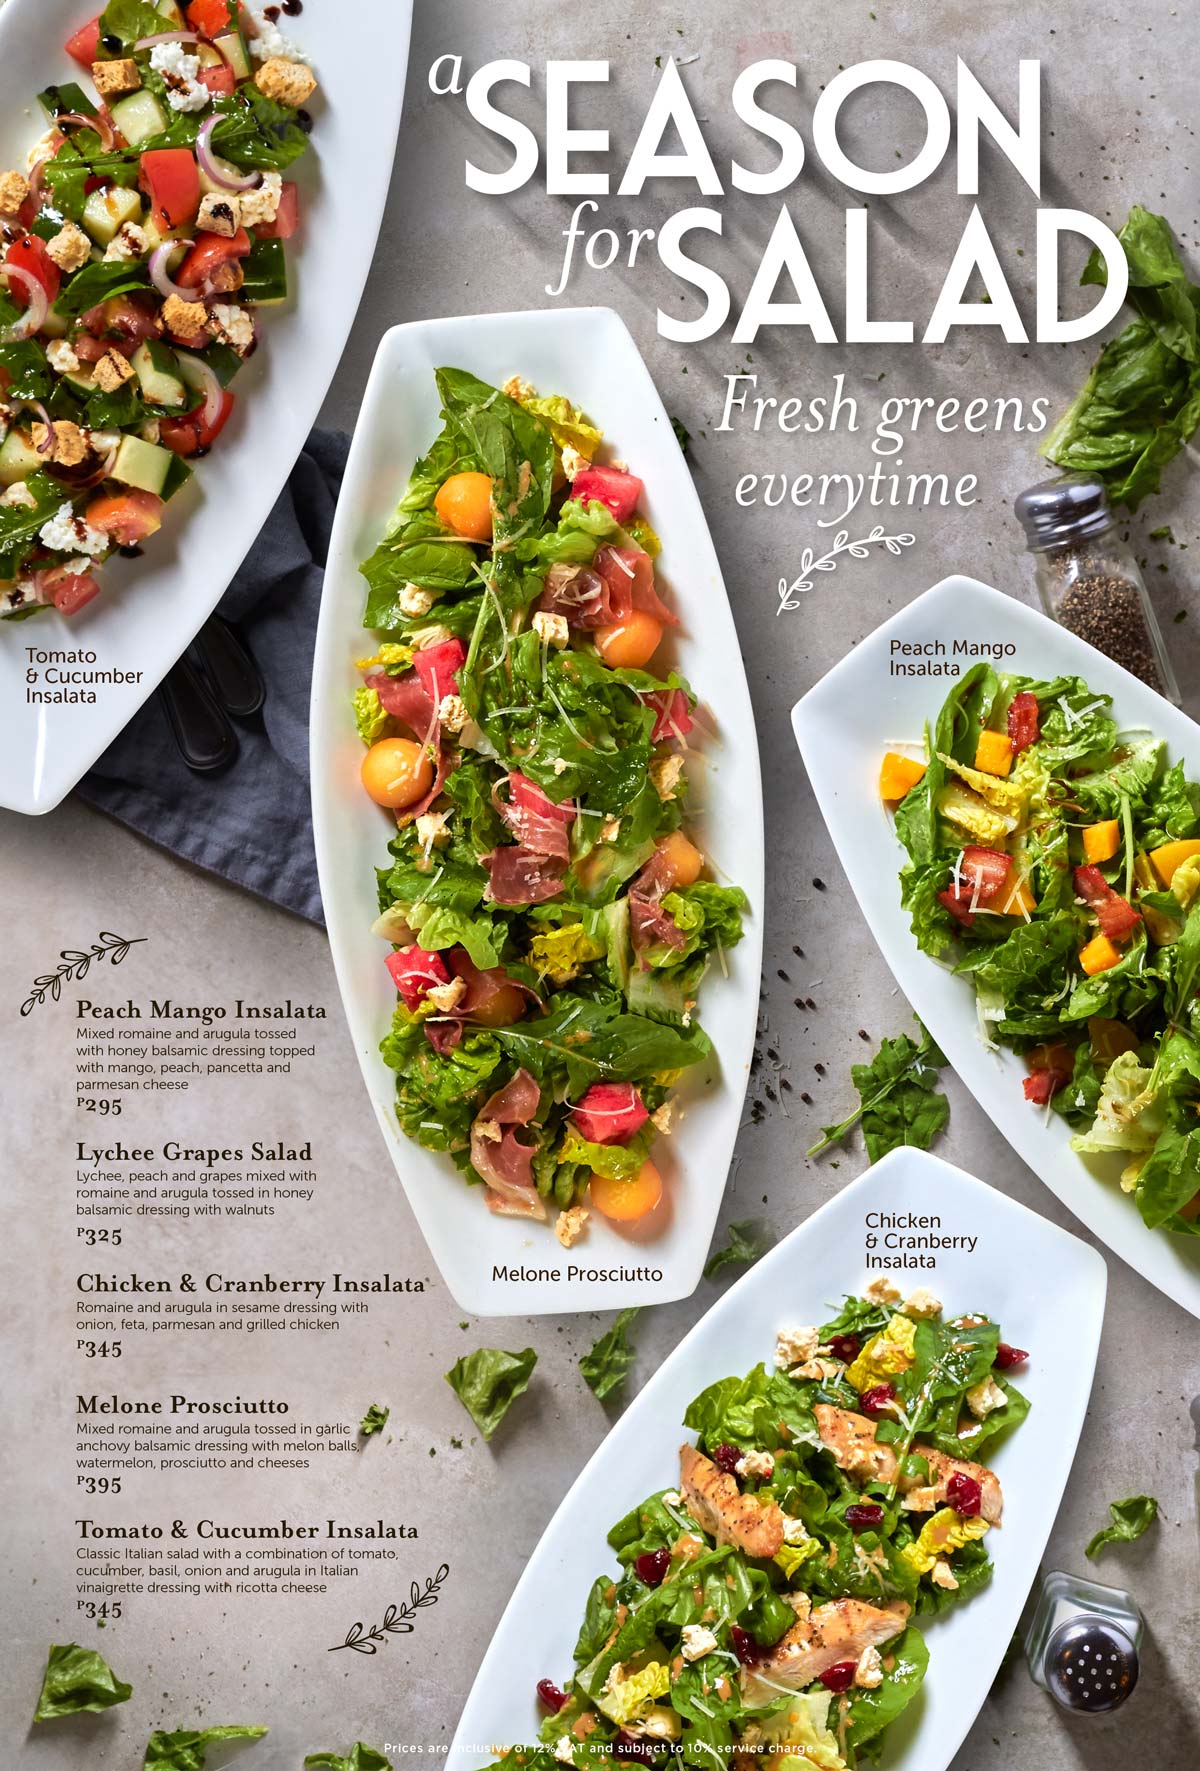 a SEASON
for SALAD
Fresh greens
everytime
Tomato
& Cucumber
Insalata
Peach Mango
Insalata
Melone Prosciutto
Chicken
& Cranberry
Insalata
Peach Mango Insalata
Mixed romaine and arugula tossed
with honey balsamic dressing topped
with mango, peach, pancetta and
parmesan cheese
P295
Lychee Grapes Salad
Lychee, peach and grapes mixed with
romaine and arugula tossed in honey
balsamic dressing with walnuts
P325
Chicken & Cranberry Insalata
Romaine and arugula in sesame dressing with
onion, feta, parmesan and grilled chicken
P345
Melone Prosciutto
Mixed romaine and arugula tossed in garlic
anchovy balsamic dressing with melon balls,
watermelon, prosciutto and cheeses
P395
Tomato & Cucumber Insalata
Classic Italian salad with a combination of tomato,
cucumber, basil, onion and arugula in Italian
vinaigrette dressing with ricotta cheese
P345
Prices are inclusive of 12% VAT and subject to 10% service charge.